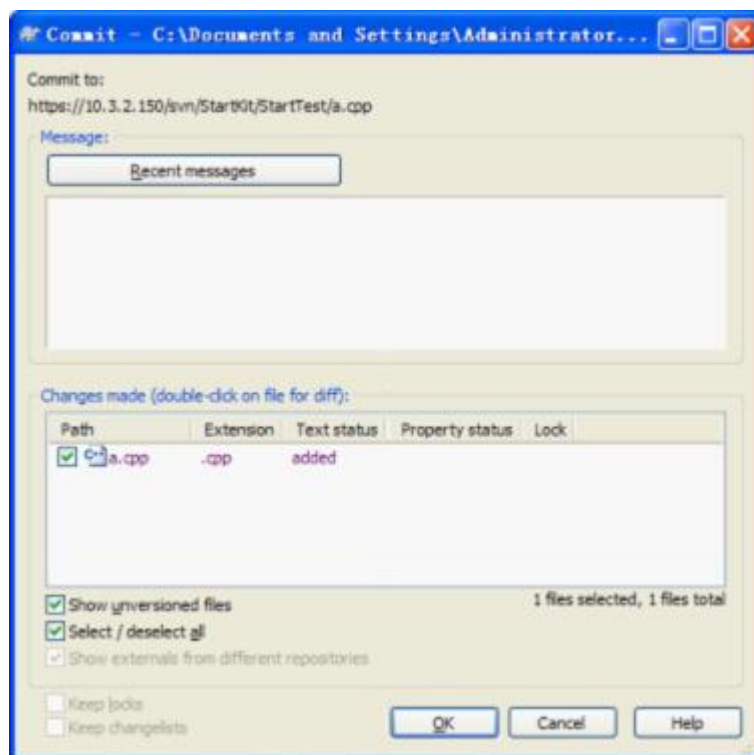 Commit - C:\Documents and Settings\Administrator...
Commit to:
https://10.3.2.150/svn/StartKit/StartTest/a.cpp
Message:
Recent messages
Changes made (double-click on file for diff):
Path Extension Text status Property status Lock
a.cpp .cpp added
Show unversioned files
1 files selected, 1 files total
Select / deselect all
Show externals from different repositories
Keep locks
Keep changelists
OK Cancel Help